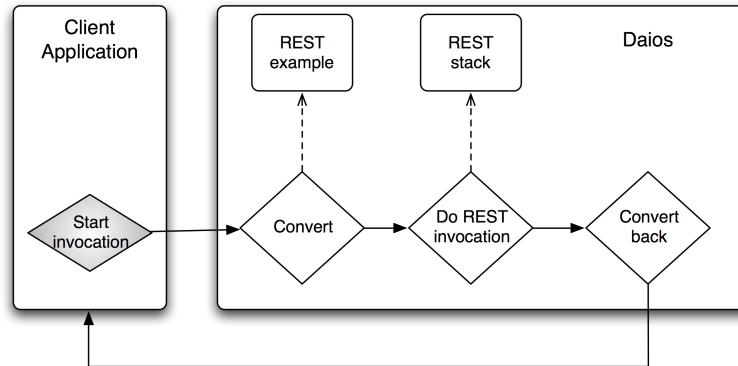 Client
Application
REST
example
REST
stack
Daios
Start
invocation
Convert
Do REST
invocation
Convert
back